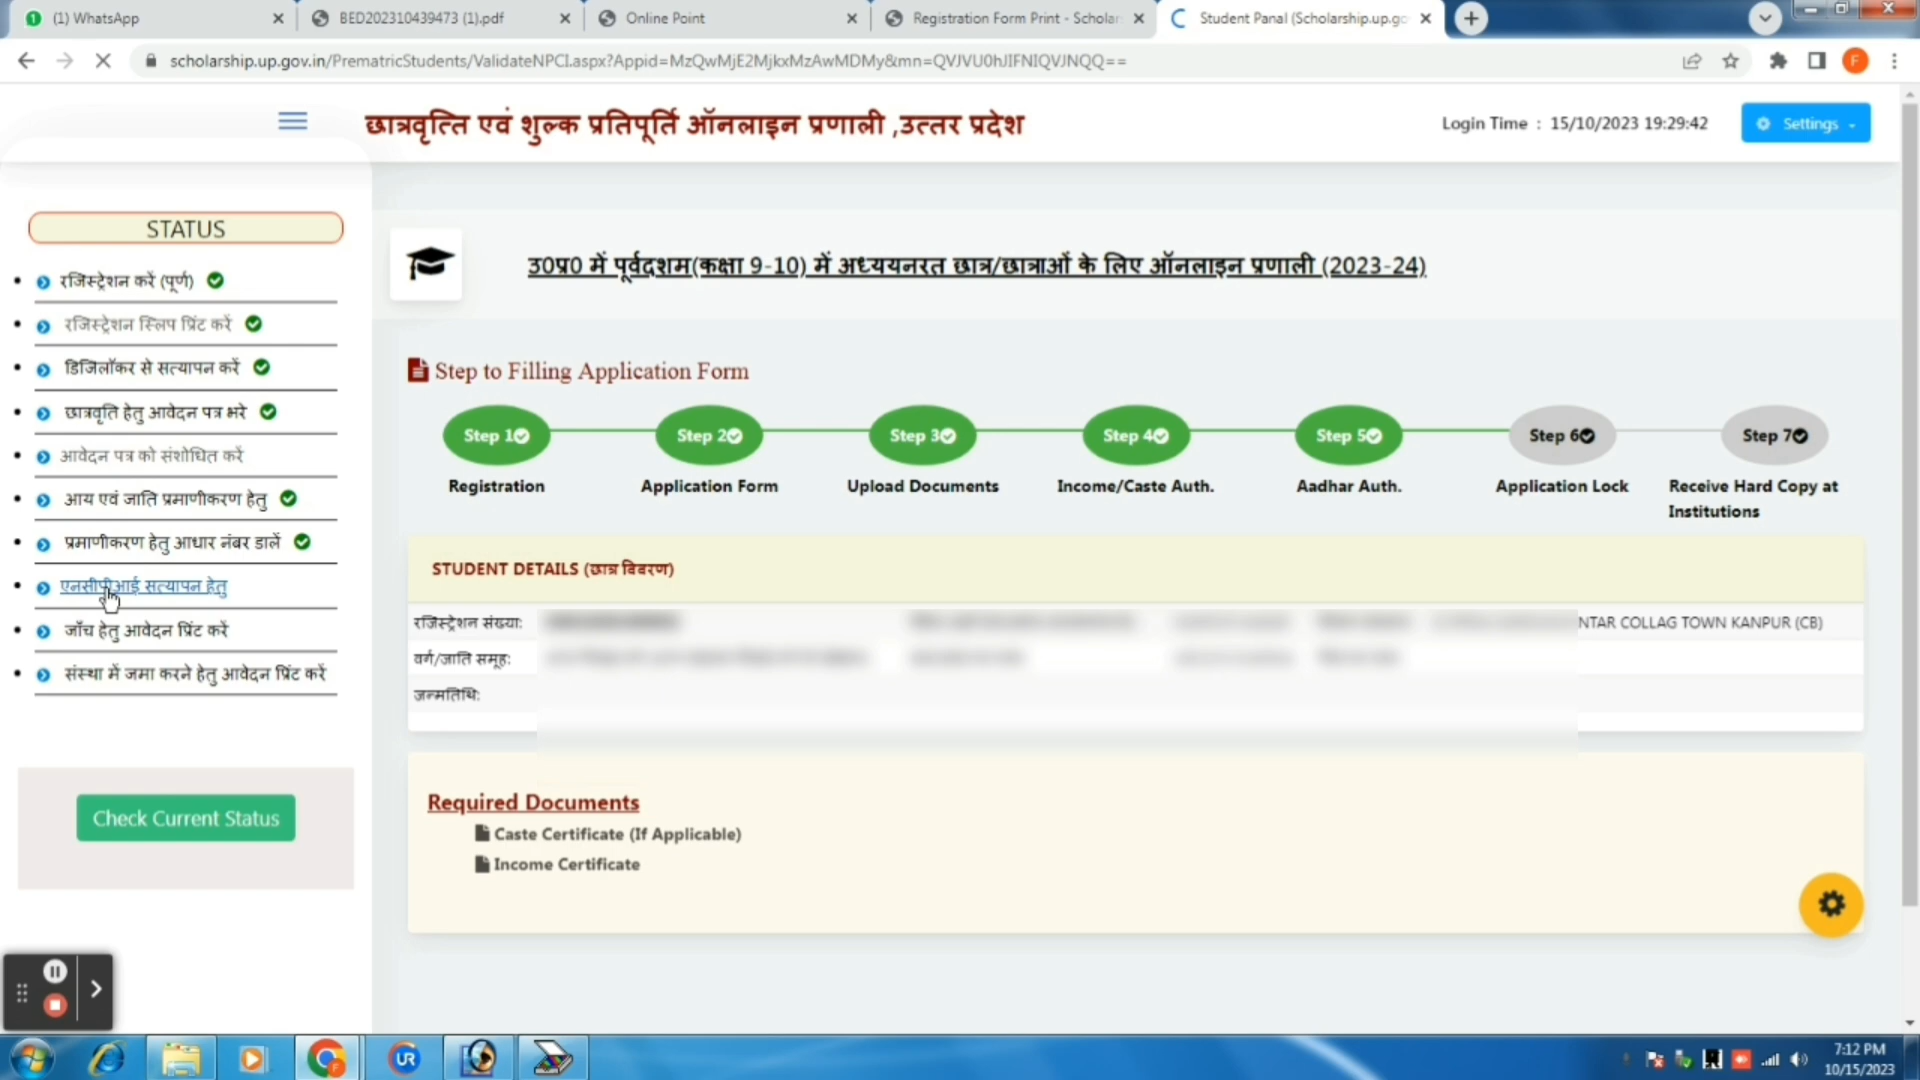 (1) WhatsApp
BED202310439473 (1).pdf
Online Point
Registration Form Print - Scholar
Student Panal (Scholarship.up.go
scholarship.up.gov.in/PrematricStudents/ValidateNPCI.aspx?Appid=MzQwMjE2MjkxMzAwMDMy&mn=QVJVU0hJIFNIQVJNQQ==
F
छात्रवृत्ति एवं शुल्क प्रतिपूर्ति ऑनलाइन प्रणाली ,उत्तर प्रदेश
Login Time : 15/10/2023 19:29:42
Settings
STATUS
रजिस्ट्रेशन करें (पूर्ण)
रजिस्ट्रेशन स्लिप प्रिंट करें
डिजिलॉकर से सत्यापन करें
छात्रवृति हेतु आवेदन पत्र भरे
आवेदन पत्र को संशोधित करें
आय एवं जाति प्रमाणीकरण हेतु
प्रमाणीकरण हेतु आधार नंबर डालें
एनसीपीआई सत्यापन हेतु
जाँच हेतु आवेदन प्रिंट करें
संस्था में जमा करने हेतु आवेदन प्रिंट करें
Check Current Status
उ0प्र0 में पूर्वदशम(कक्षा 9-10) में अध्ययनरत छात्र/छात्राओं के लिए ऑनलाइन प्रणाली (2023-24)
Step to Filling Application Form
Step 1
Step 2
Step 3
Step 4
Step 5
Step 6
Step 7
Registration
Application Form
Upload Documents
Income/Caste Auth.
Aadhar Auth.
Application Lock
Receive Hard Copy at
Institutions
STUDENT DETAILS (छात्र विवरण)
रजिस्ट्रेशन संख्या:
NTAR COLLAG TOWN KANPUR (CB)
वर्ग/जाति समूह:
जन्मतिथि:
Required Documents
Caste Certificate (If Applicable)
Income Certificate
UR
7:12 PM
10/15/2023